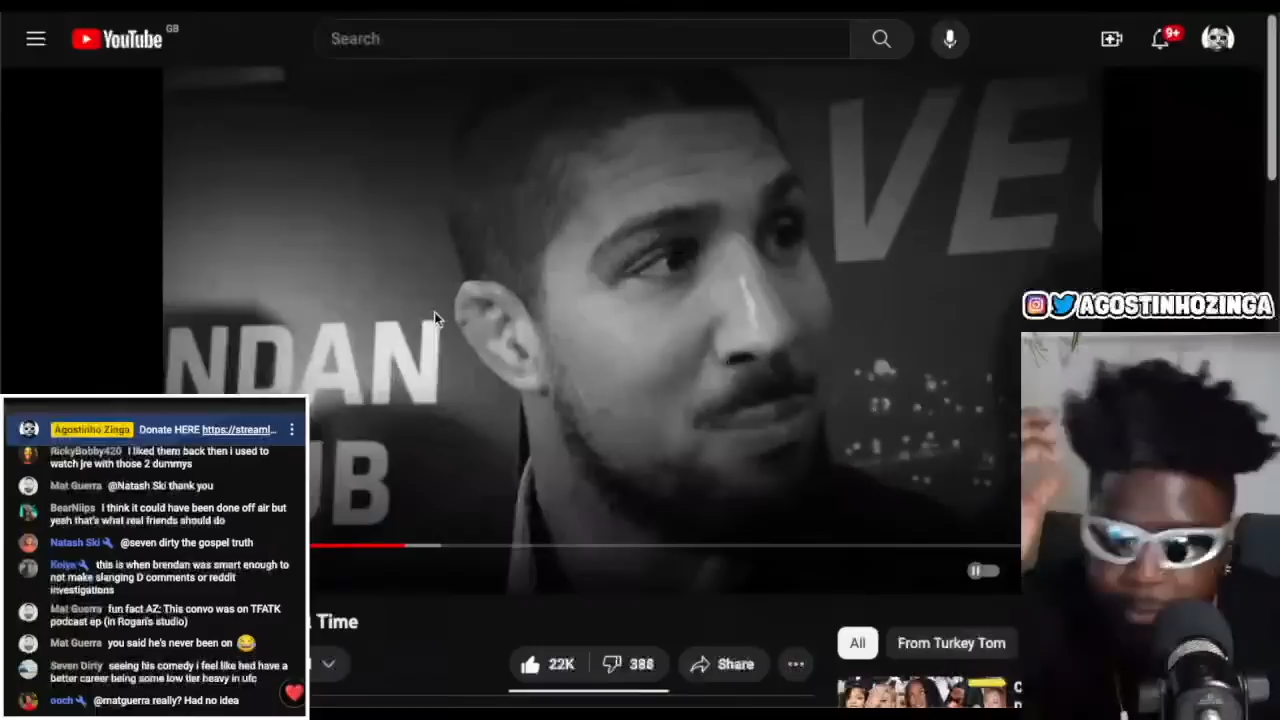 YouTube GB
Search
9+
VE
NDAN
UB
AGOSTINHOZINGA
Agostinho Zinga Donate HERE https://streaml...
RickyBobby420 I liked them back then i used to
watch jre with those 2 dummys
Mat Guerra @Natash Ski thank you
BearNiips I think it could have been done off air but
yeah that's what real friends should do
Natash Ski @seven dirty the gospel truth
Koiya this is when brendan was smart enough to
not make slanging D comments or reddit
investigations
Mat Guerra fun fact AZ: This convo was on TFATK
podcast ep (in Rogan's studio)
Mat Guerra you said he's never been on 😂
Seven Dirty seeing his comedy i feel like hed have a
better career being some low tier heavy in ufc
ooch @matguerra really? Had no idea
Time
22K
388
Share
All
From Turkey Tom